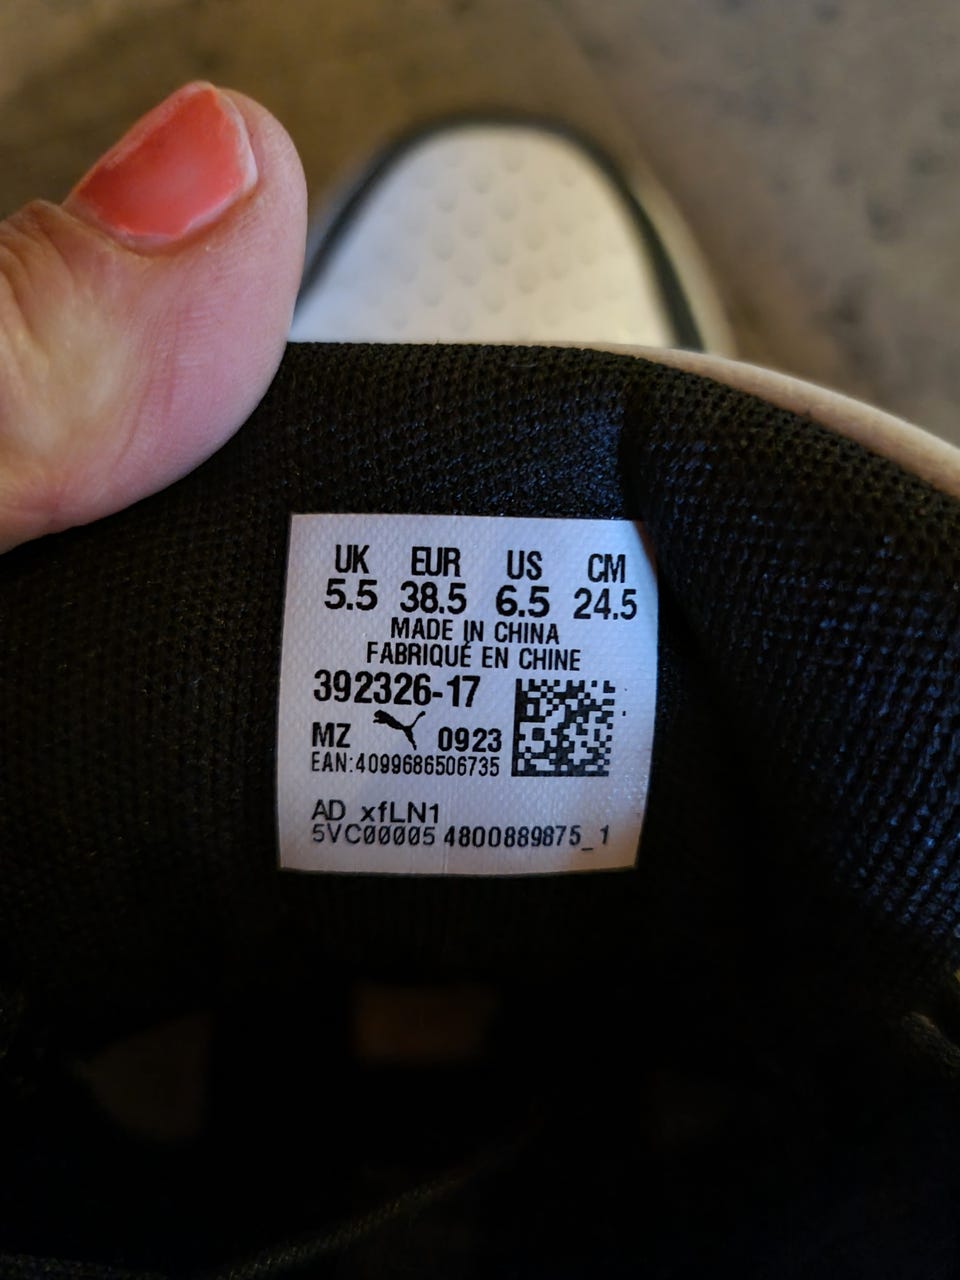 UK EUR US CM
5.5 38.5 6.5 24.5
MADE IN CHINA
FABRIQUÉ EN CHINE
392326-17
MZ 0923
EAN:4099686506735
AD xfLN1
5VC00005 4800889875_1